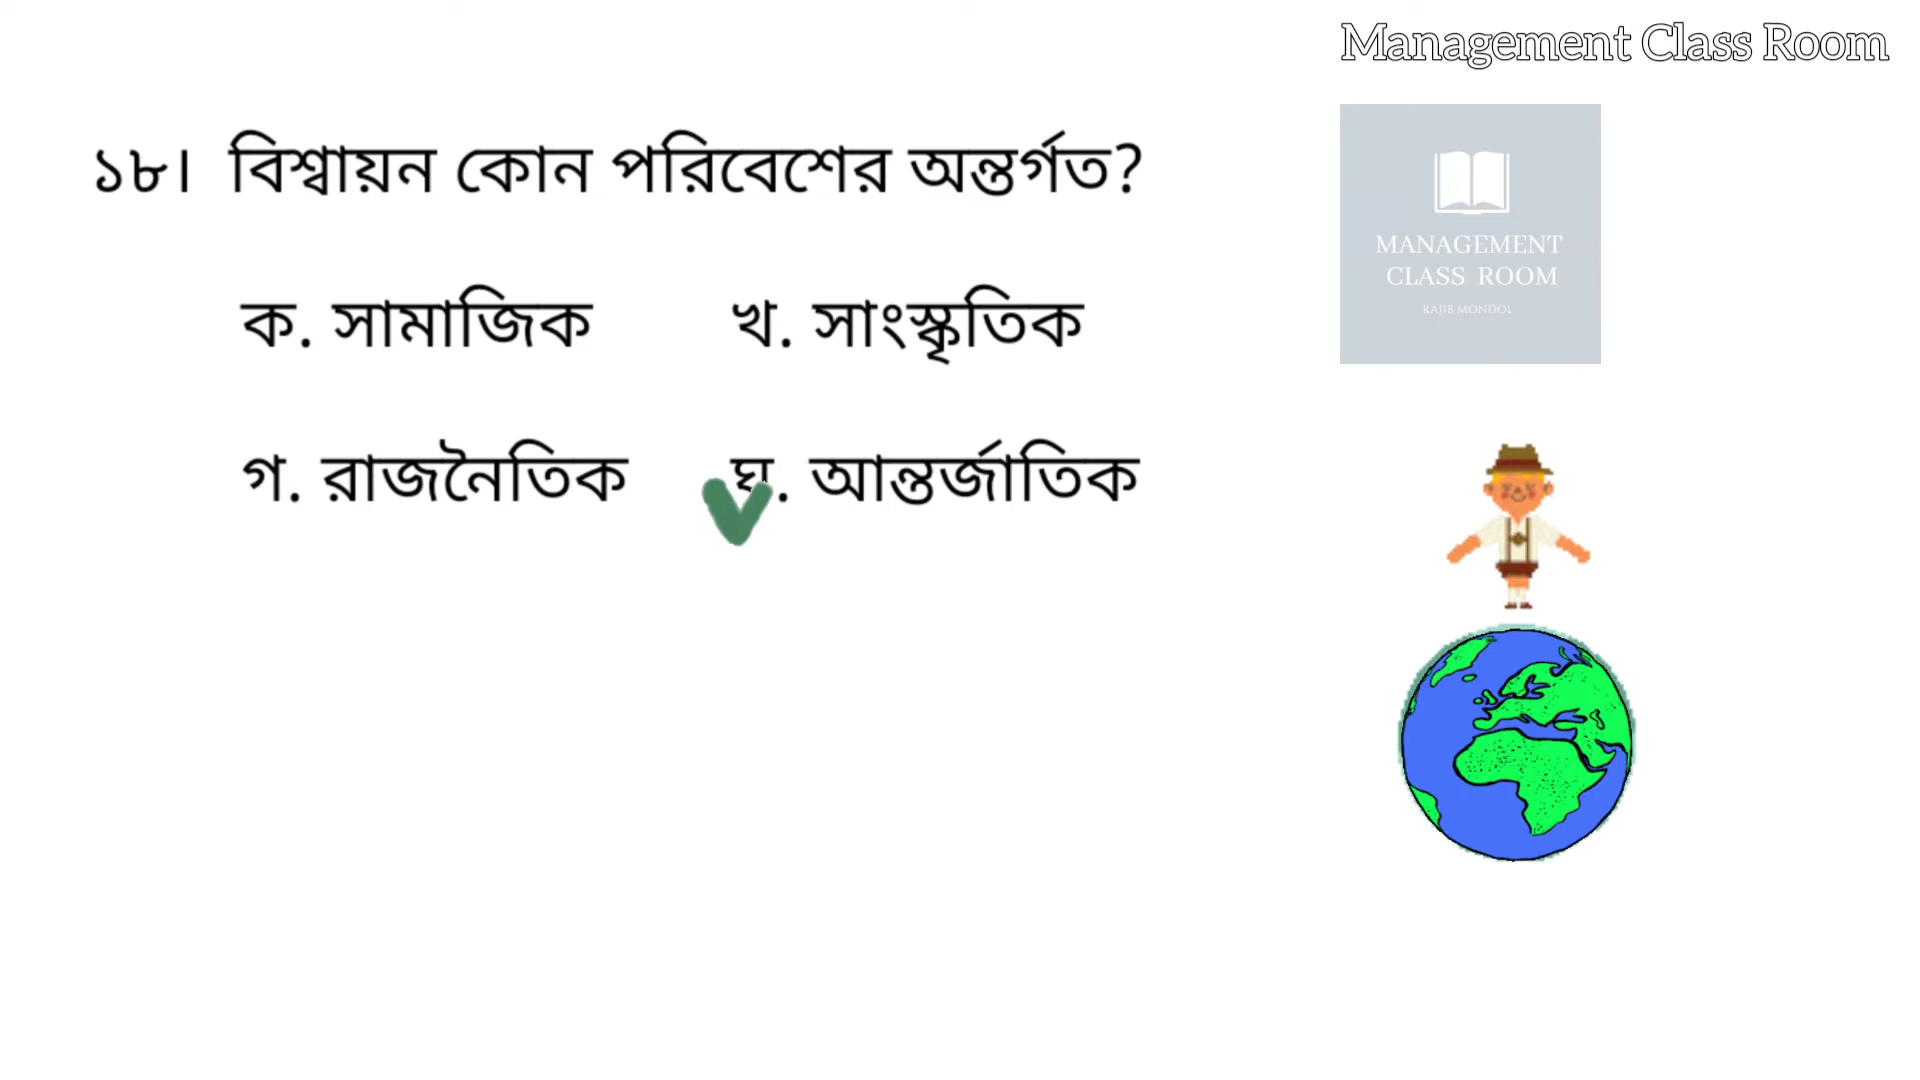 Management Class Room
১৮। বিশ্বায়ন কোন পরিবেশের অন্তর্গত?
ক. সামাজিক খ. সাংস্কৃতিক
গ. রাজনৈতিক ঘ. আন্তর্জাতিক
MANAGEMENT
CLASS ROOM
RAJIB MONDOL